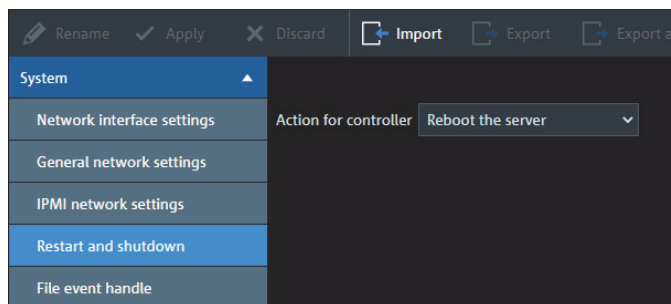 Rename Apply Discard Import Export Export a
System
Network interface settings
Action for controller Reboot the server
General network settings
IPMI network settings
Restart and shutdown
File event handle